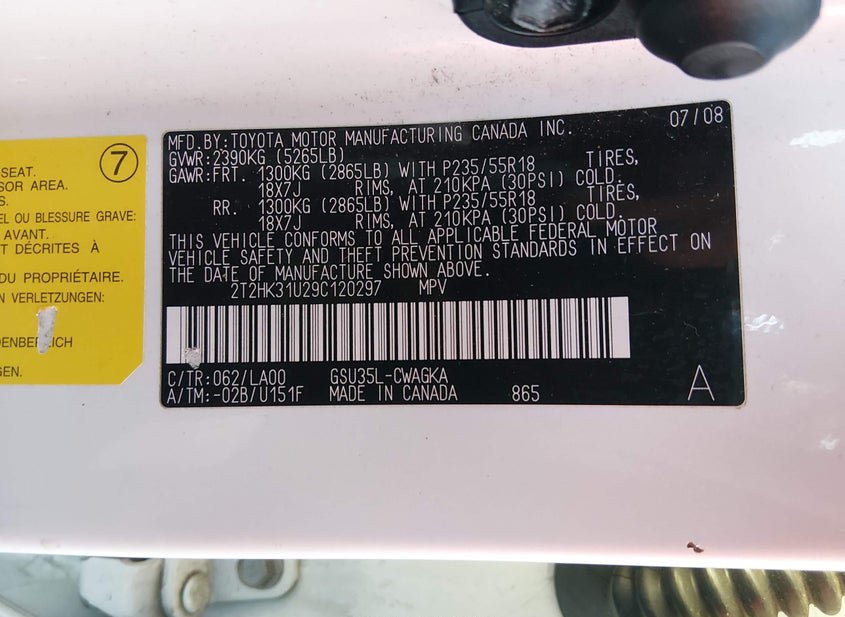 ⑦
SEAT.
SOR AREA.
S.
EL OU BLESSURE GRAVE:
AVANT.
T DÉCRITES À
DU PROPRIÉTAIRE.
EN VERLETZUNGEN:
DENBEREICH
GEN.
MFD.BY:TOYOTA MOTOR MANUFACTURING CANADA INC. 07/08
GVWR:2390KG (5265LB)
GAWR:FRT. 1300KG (2865LB) WITH P235/55R18 TIRES,
18X7J RIMS, AT 210KPA (30PSI) COLD.
RR. 1300KG (2865LB) WITH P235/55R18 TIRES,
18X7J RIMS, AT 210KPA (30PSI) COLD.
THIS VEHICLE CONFORMS TO ALL APPLICABLE FEDERAL MOTOR
VEHICLE SAFETY AND THEFT PREVENTION STANDARDS IN EFFECT ON
THE DATE OF MANUFACTURE SHOWN ABOVE.
2T2HK31U29C120297 MPV
C/TR:062/LA00 GSU35L-CWAGKA
A/TM:-02B/U151F MADE IN CANADA 865 A